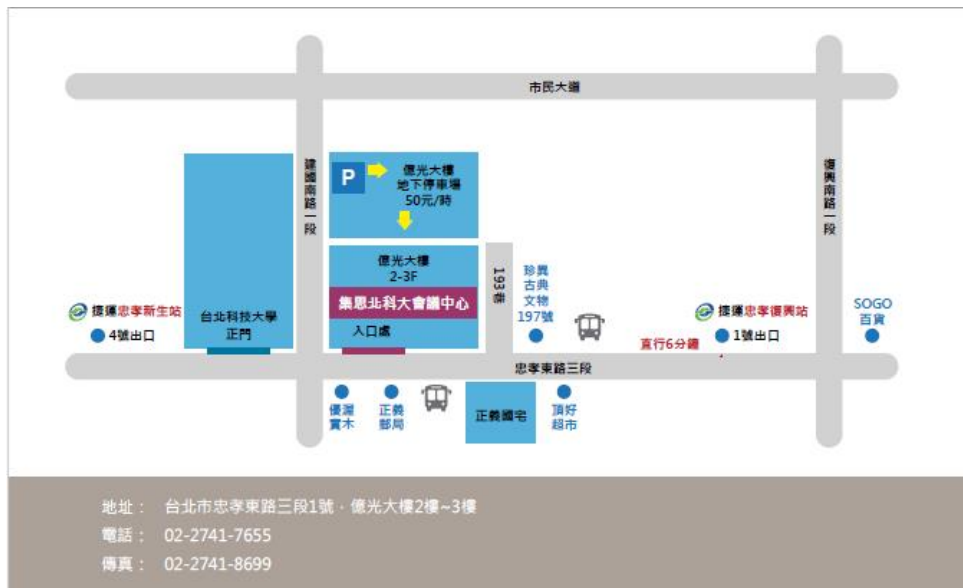 市民大道
建國南路一段
復興南路一段
P
億光大樓
地下停車場
50元/時
億光大樓
2-3F
集思北科大會議中心
入口處
193巷
珍異
古典
文物
197號
捷運忠孝新生站
4號出口
台北科技大學
正門
捷運忠孝復興站
1號出口
直行6分鐘
SOGO
百貨
忠孝東路三段
優渥
實木
正義
郵局
正義國宅
頂好
超市
地址： 台北市忠孝東路三段1號，億光大樓2樓~3樓
電話： 02-2741-7655
傳真： 02-2741-8699